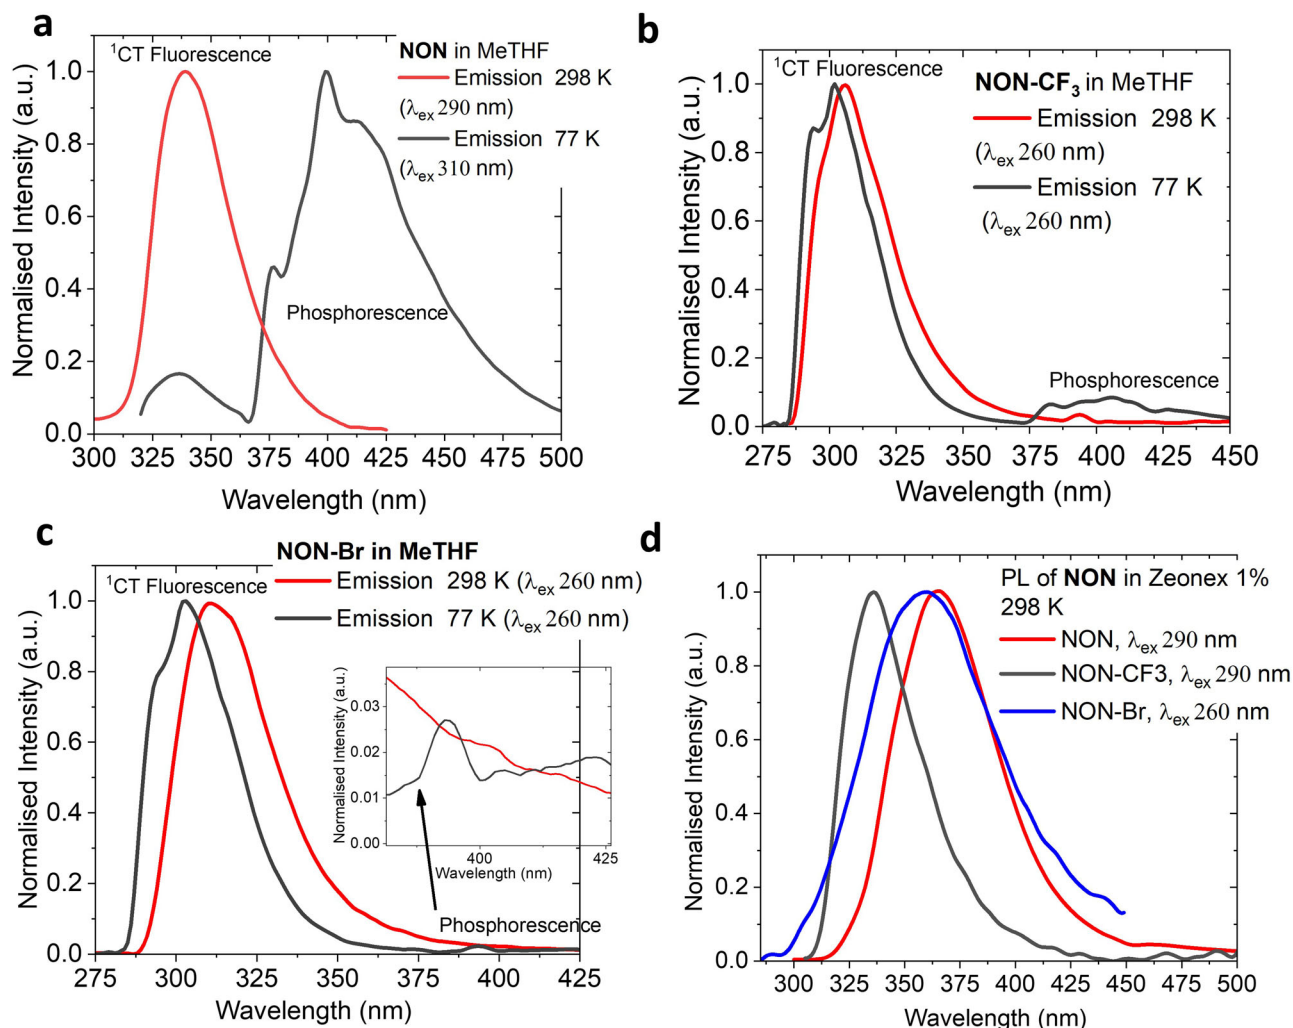 a
¹CT Fluorescence
NON in MeTHF
Emission 298 K
(λex 290 nm)
Emission 77 K
(λex 310 nm)
Phosphorescence
Normalised Intensity (a.u.)
1.0
0.8
0.6
0.4
0.2
0.0
300 325 350 375 400 425 450 475 500
Wavelength (nm)
b
¹CT Fluorescence
NON-CF₃ in MeTHF
Emission 298 K
(λex 260 nm)
Emission 77 K
(λex 260 nm)
Phosphorescence
Normalised Intensity (a.u.)
1.0
0.8
0.6
0.4
0.2
0.0
275 300 325 350 375 400 425 450
Wavelength (nm)
c
NON-Br in MeTHF
¹CT Fluorescence
Emission 298 K (λex 260 nm)
Emission 77 K (λex 260 nm)
Normalised Intensity (a.u.)
1.0
0.8
0.6
0.4
0.2
0.0
275 300 325 350 375 400 425
Wavelength (nm)
Normalised Intensity (a.u.)
0.03
0.02
0.01
0.00
400 425
Wavelength (nm)
Phosphorescence
d
PL of NON in Zeonex 1%
298 K
NON, λex 290 nm
NON-CF3, λex 290 nm
NON-Br, λex 260 nm
Normalised Intensity (a.u.)
1.0
0.8
0.6
0.4
0.2
0.0
300 325 350 375 400 425 450 475 500
Wavelength (nm)